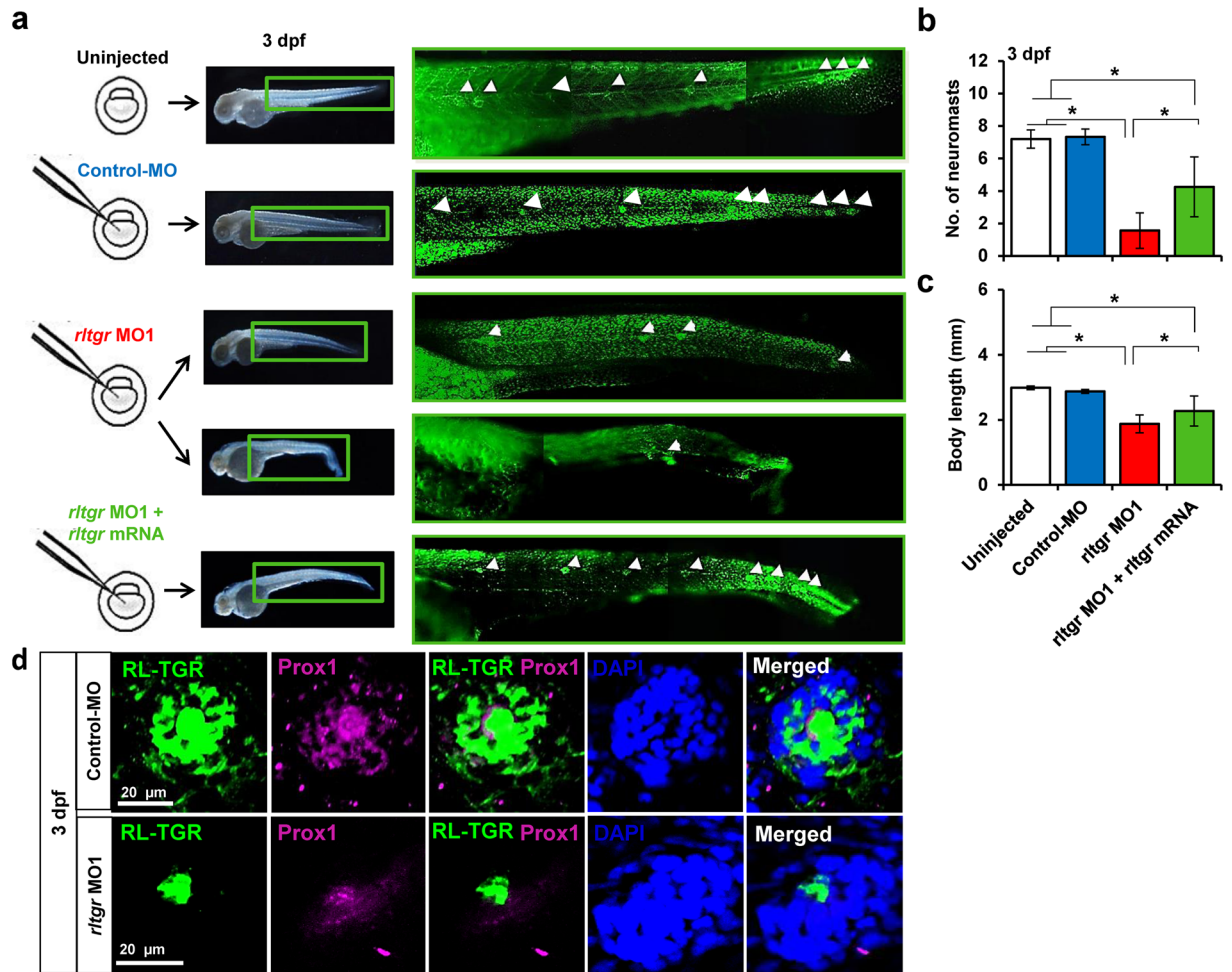 a
Uninjected
3 dpf
Control-MO
rltgr MO1
rltgr MO1 +
rltgr mRNA
b
3 dpf
12
10
8
6
4
2
0
No. of neuromasts
*
*
*
c
6
4
2
0
Body length (mm)
*
*
*
Uninjected
Control-MO
rltgr MO1
rltgr MO1 + rltgr mRNA
d
3 dpf
Control-MO
RL-TGR
Prox1
RL-TGR Prox1
DAPI
Merged
20 µm
rltgr MO1
RL-TGR
Prox1
RL-TGR Prox1
DAPI
Merged
20 µm